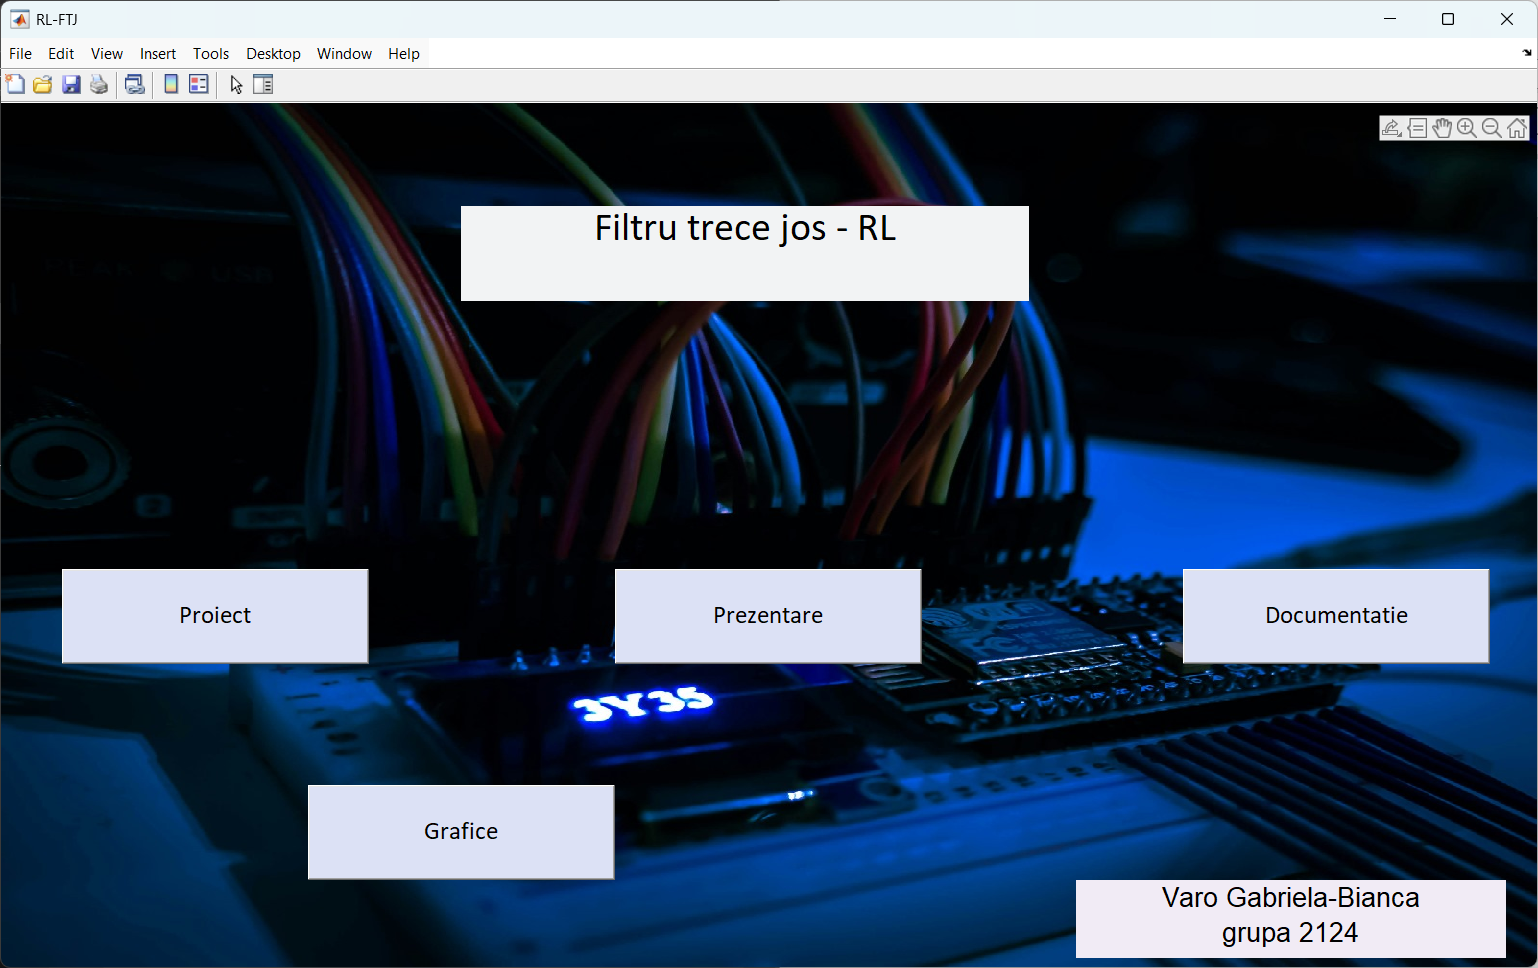 RL-FTJ
File Edit View Insert Tools Desktop Window Help
Filtru trece jos - RL
Proiect
Prezentare
Documentatie
3Y35
Grafice
Varo Gabriela-Bianca
grupa 2124